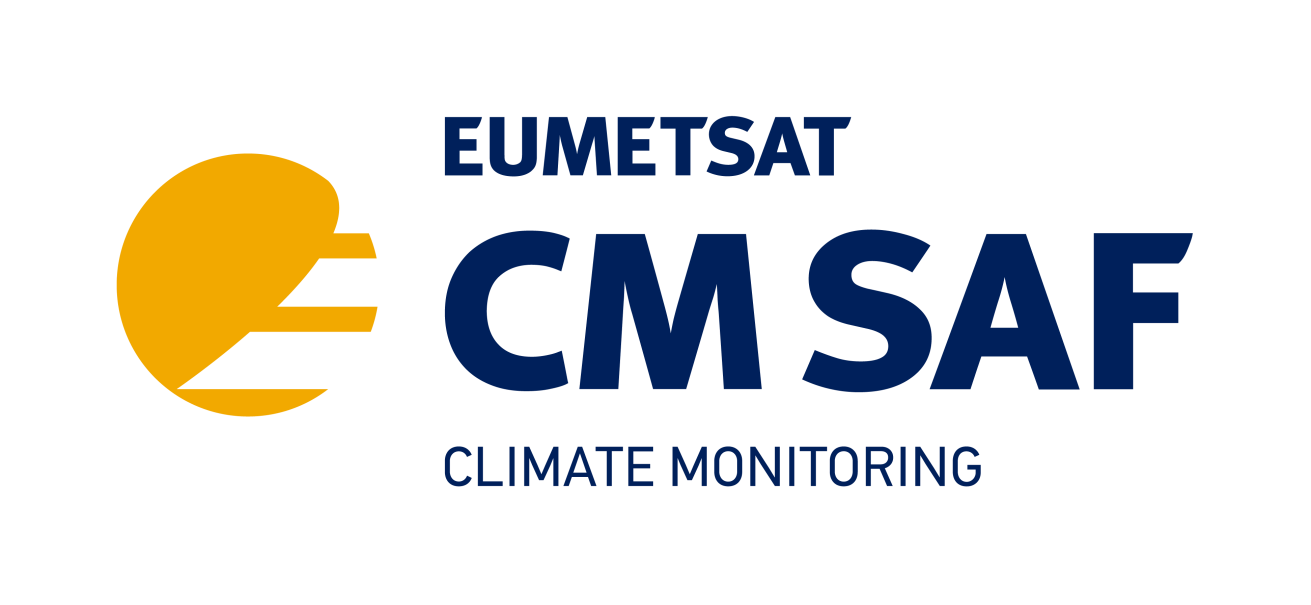 EUMETSAT
CM SAF
CLIMATE MONITORING